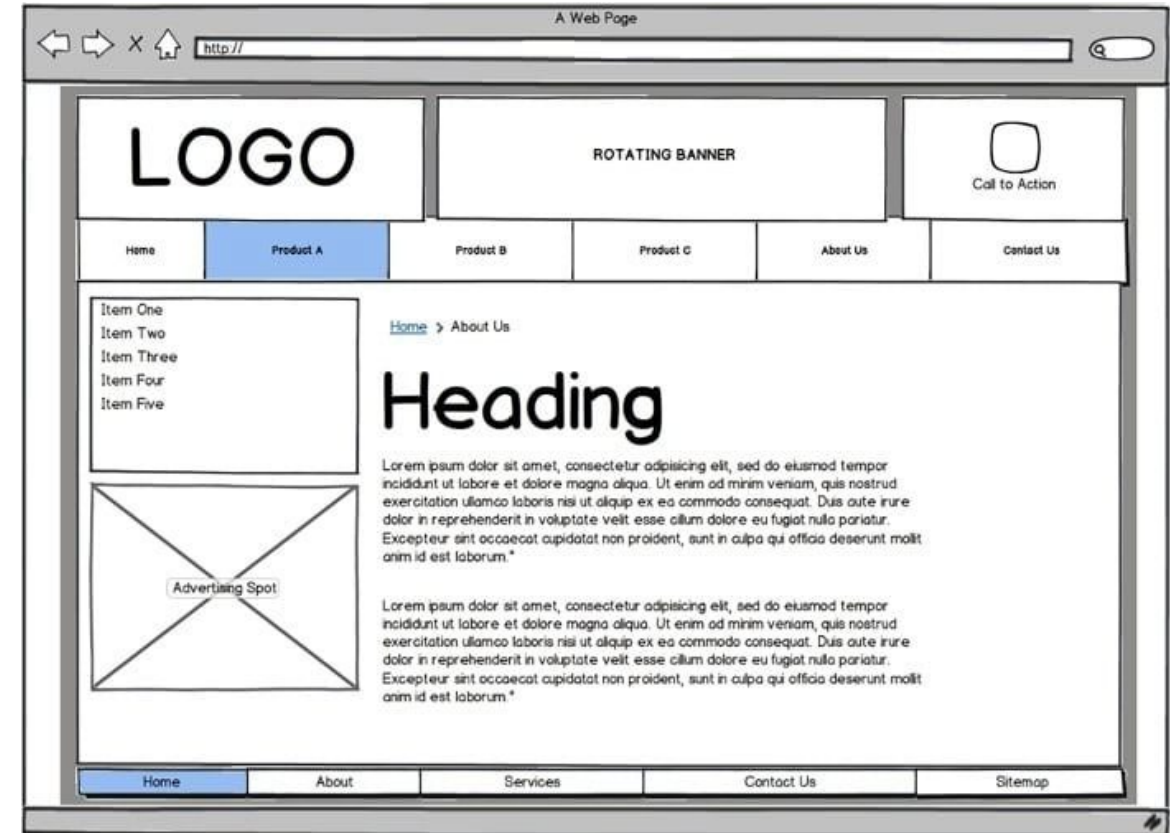 A Web Page
http://
LOGO
ROTATING BANNER
Call to Action
Home
Product A
Product B
Product C
About Us
Contact Us
Item One
Item Two
Item Three
Item Four
Item Five
Advertising Spot
Home > About Us
Heading
Lorem ipsum dolor sit amet, consectetur adipisicing elit, sed do eiusmod tempor
incididunt ut labore et dolore magna aliqua. Ut enim ad minim veniam, quis nostrud
exercitation ullamco laboris nisi ut aliquip ex ea commodo consequat. Duis aute irure
dolor in reprehenderit in voluptate velit esse cillum dolore eu fugiat nulla pariatur.
Excepteur sint occaecat cupidatat non proident, sunt in culpa qui officia deserunt mollit
anim id est laborum."
Lorem ipsum dolor sit amet, consectetur adipisicing elit, sed do eiusmod tempor
incididunt ut labore et dolore magna aliqua. Ut enim ad minim veniam, quis nostrud
exercitation ullamco laboris nisi ut aliquip ex ea commodo consequat. Duis aute irure
dolor in reprehenderit in voluptate velit esse cillum dolore eu fugiat nulla pariatur.
Excepteur sint occaecat cupidatat non proident, sunt in culpa qui officia deserunt mollit
anim id est laborum."
Home
About
Services
Contact Us
Sitemap